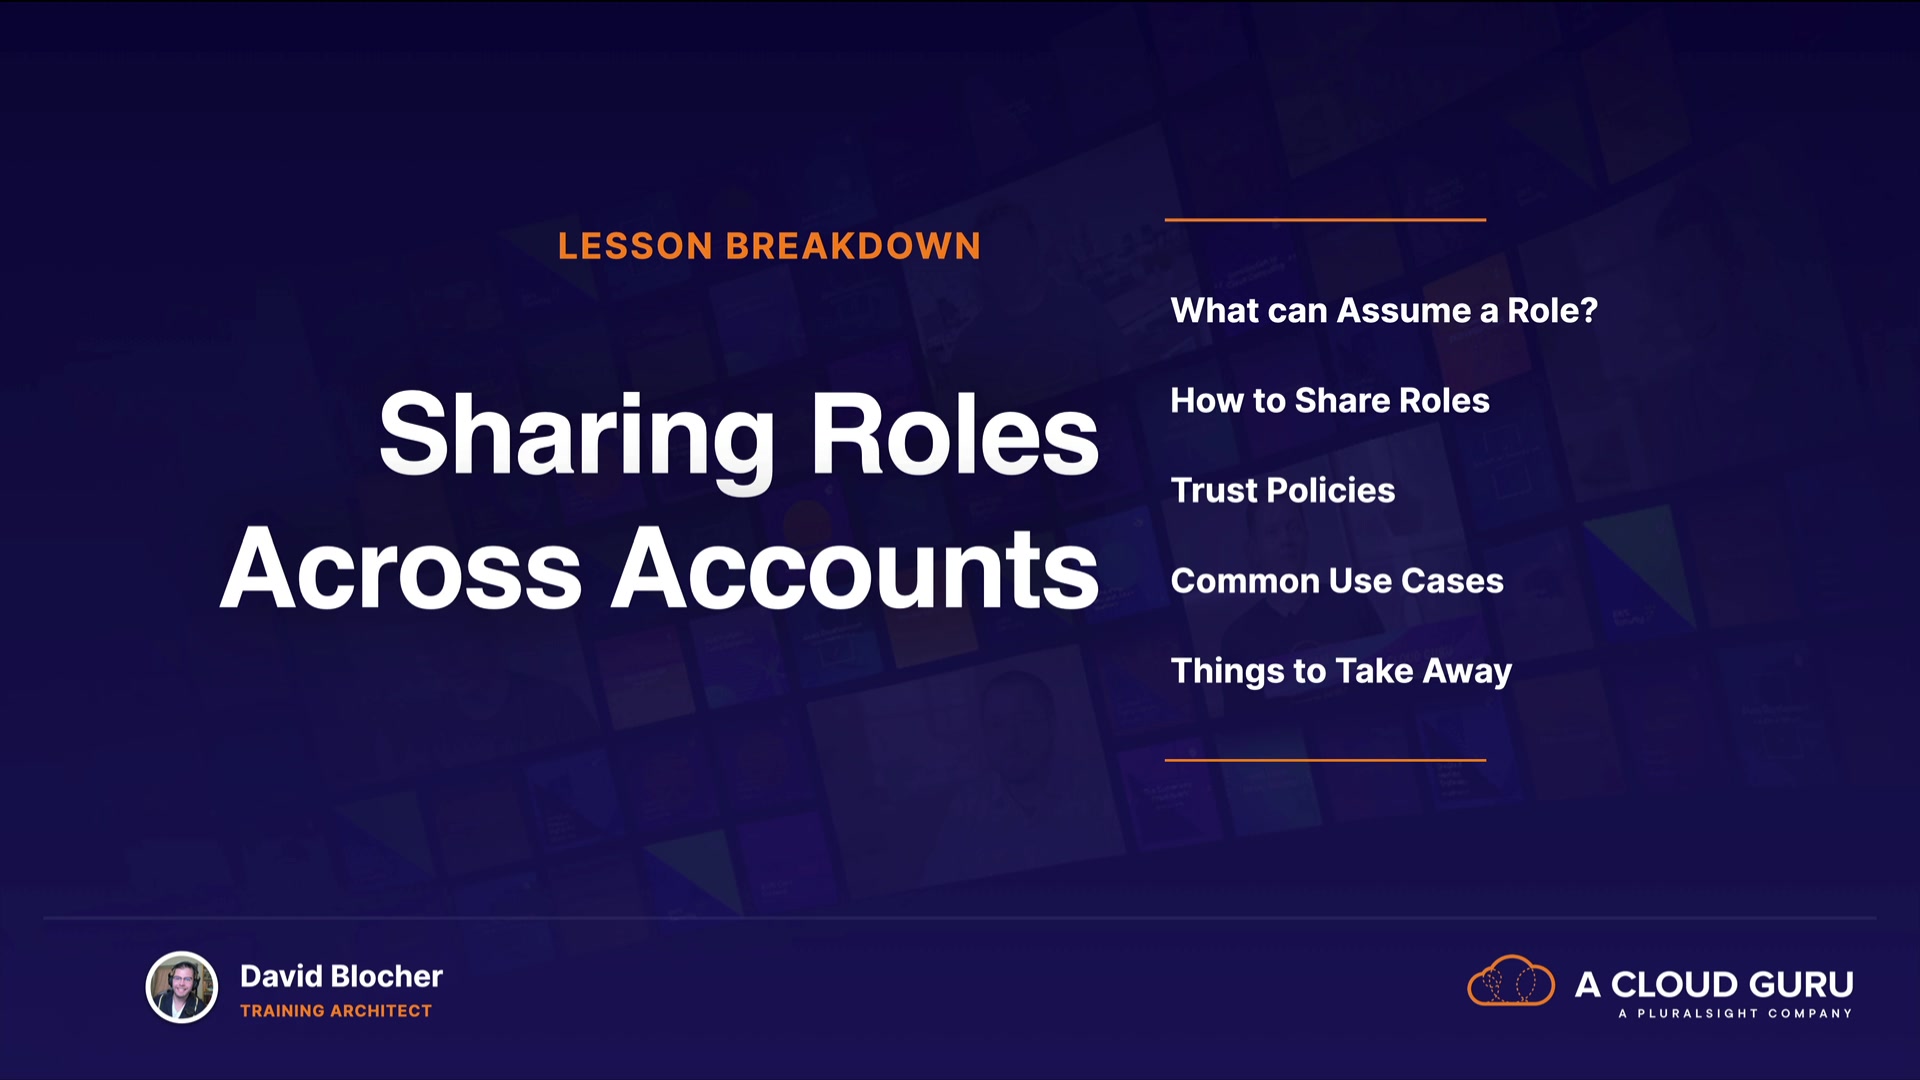 LESSON BREAKDOWN
Sharing Roles
Across Accounts
What can Assume a Role?
How to Share Roles
Trust Policies
Common Use Cases
Things to Take Away
David Blocher
TRAINING ARCHITECT
A CLOUD GURU
A PLURALSIGHT COMPANY